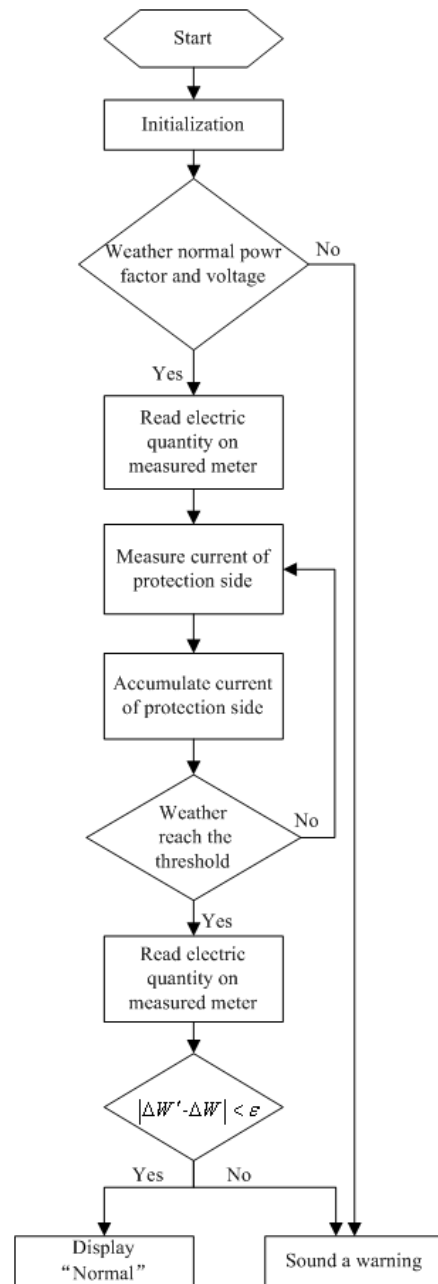 Start
Initialization
Weather normal powr
factor and voltage
No
Yes
Read electric
quantity on
measured meter
Measure current of
protection side
Accumulate current
of protection side
Weather
reach the
threshold
No
Yes
Read electric
quantity on
measured meter
|ΔW'-ΔW| < ε
Yes
No
Display
“Normal”
Sound a warning